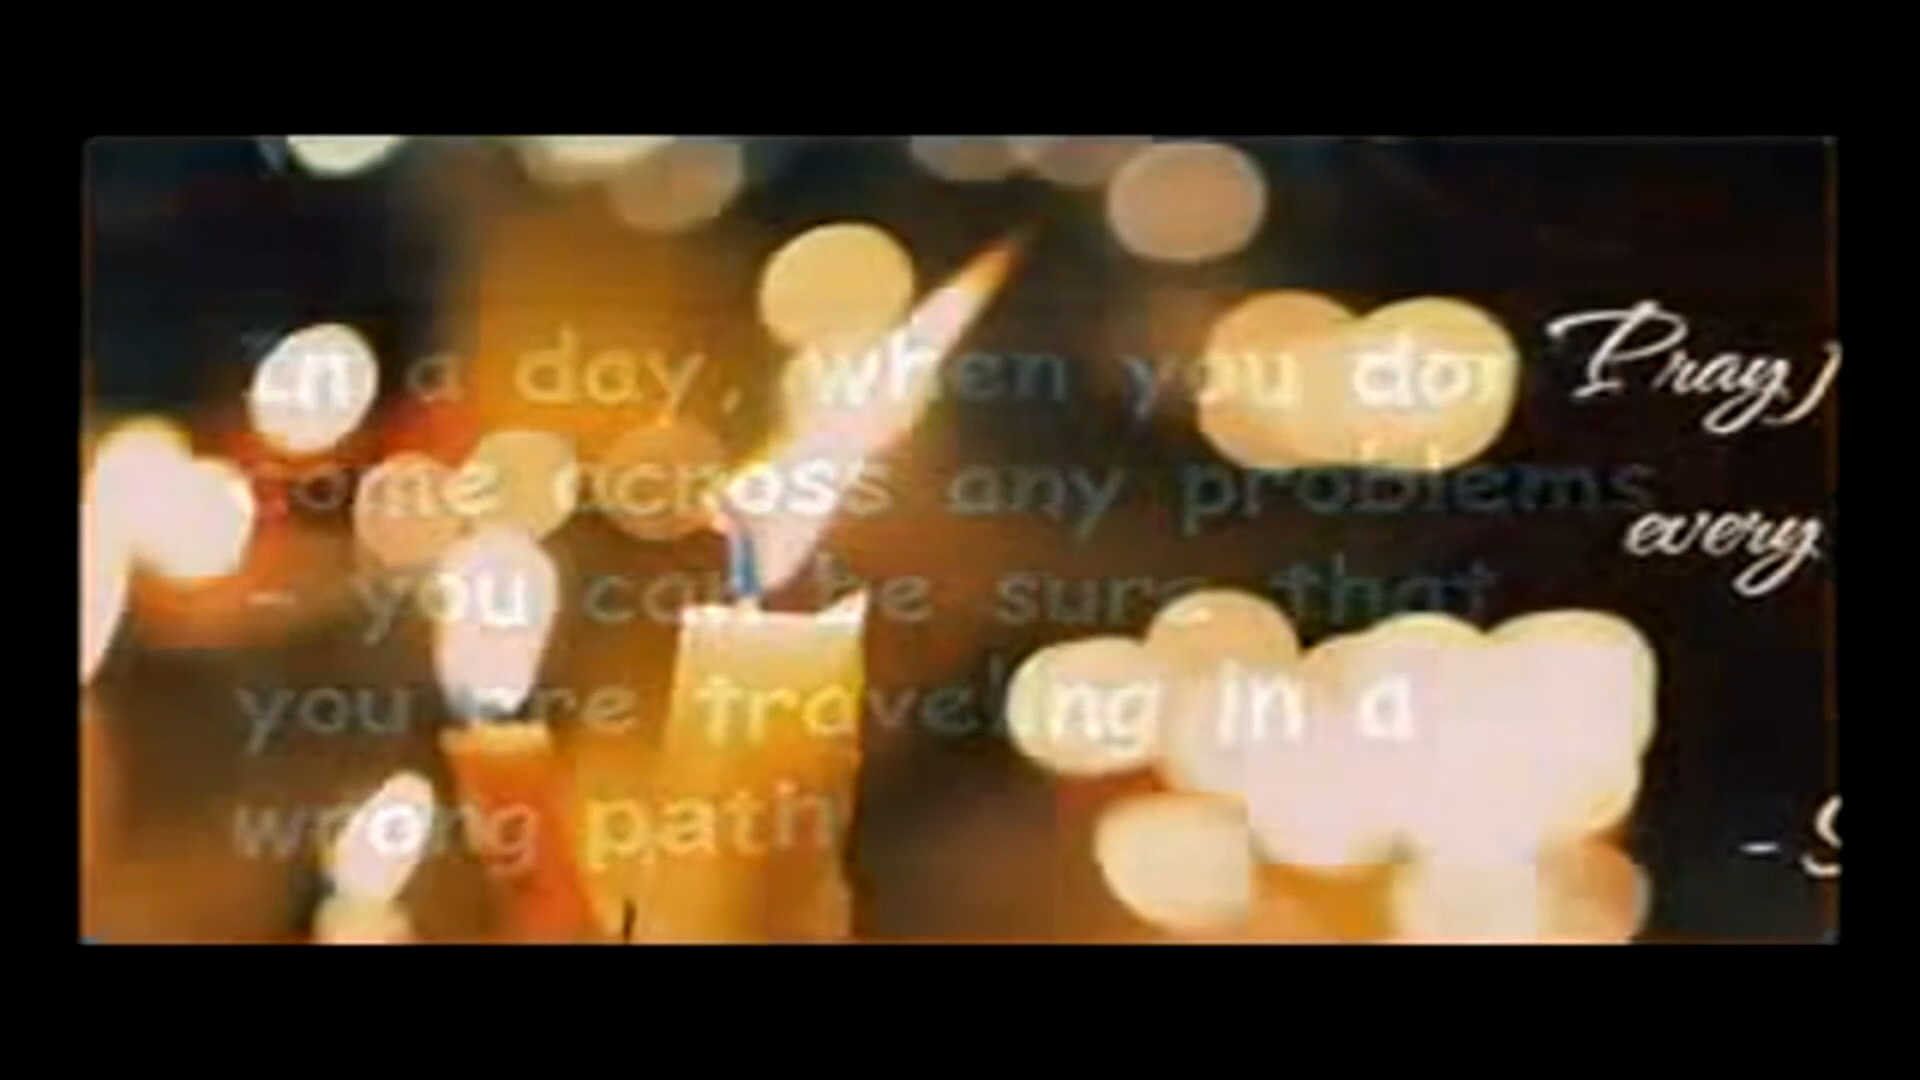 In a day, when you don
come across any problems
- you can be sure that
you are traveling in a
wrong path
Pray
every
-